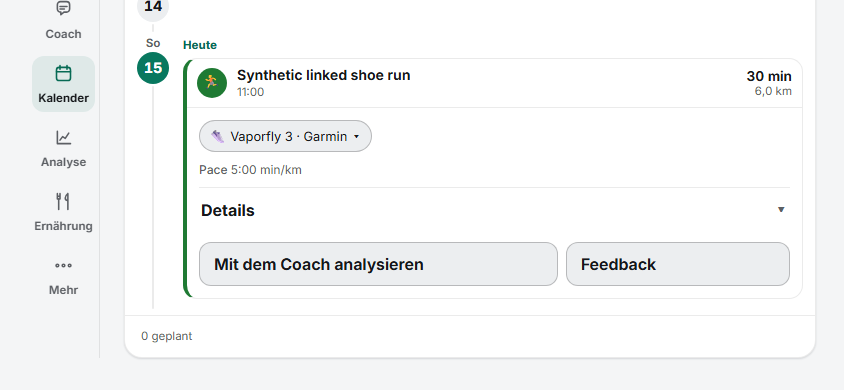 14
Coach
So
Heute
15
Synthetic linked shoe run
11:00
30 min
6,0 km
Kalender
Vaporfly 3 · Garmin
Analyse
Pace 5:00 min/km
Details
Ernährung
Mit dem Coach analysieren
Feedback
Mehr
0 geplant